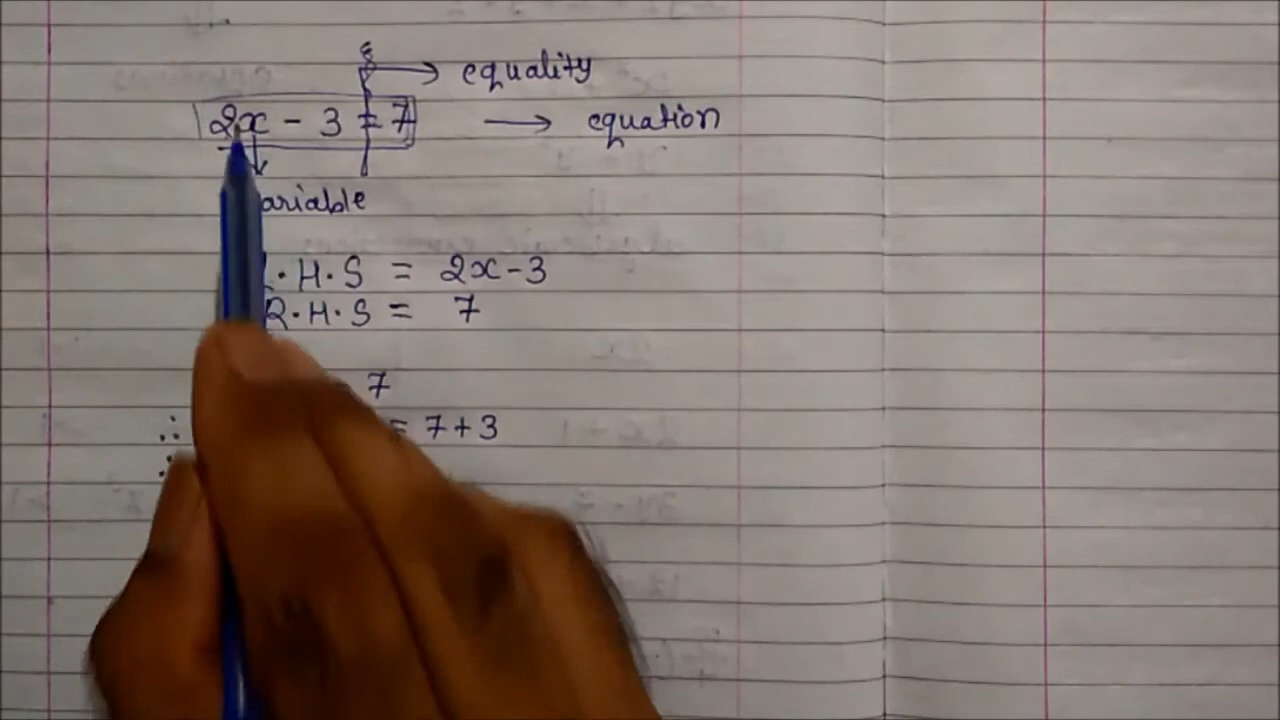 equality
2x - 3 = 7 → equation
ariable
L.H.S = 2x-3
R.H.S = 7
7
∴ = 7+3
∴